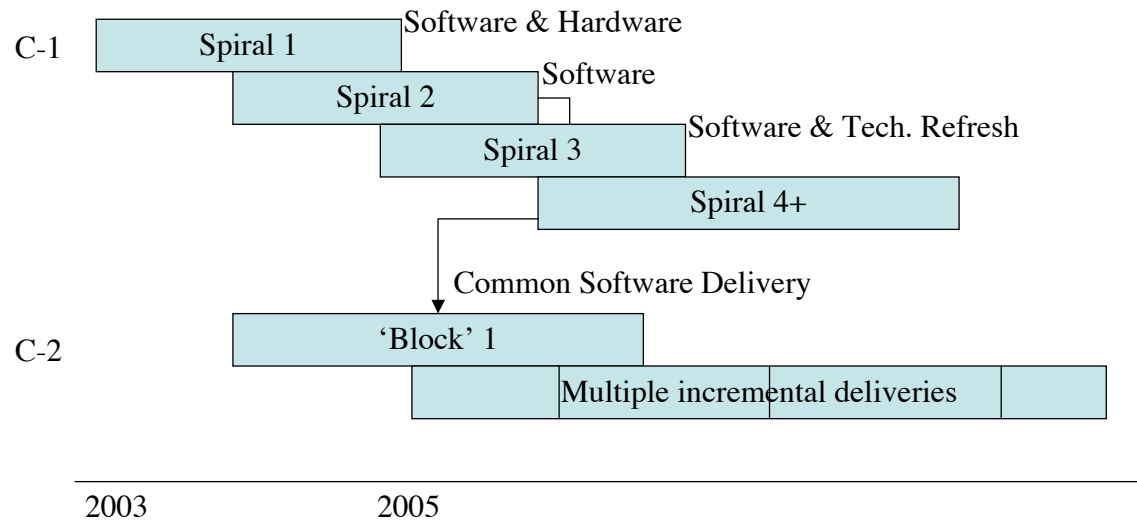 C-1
Spiral 1
Software & Hardware
Spiral 2
Software
Spiral 3
Software & Tech. Refresh
Spiral 4+
Common Software Delivery
C-2
‘Block’ 1
Multiple incremental deliveries
2003
2005